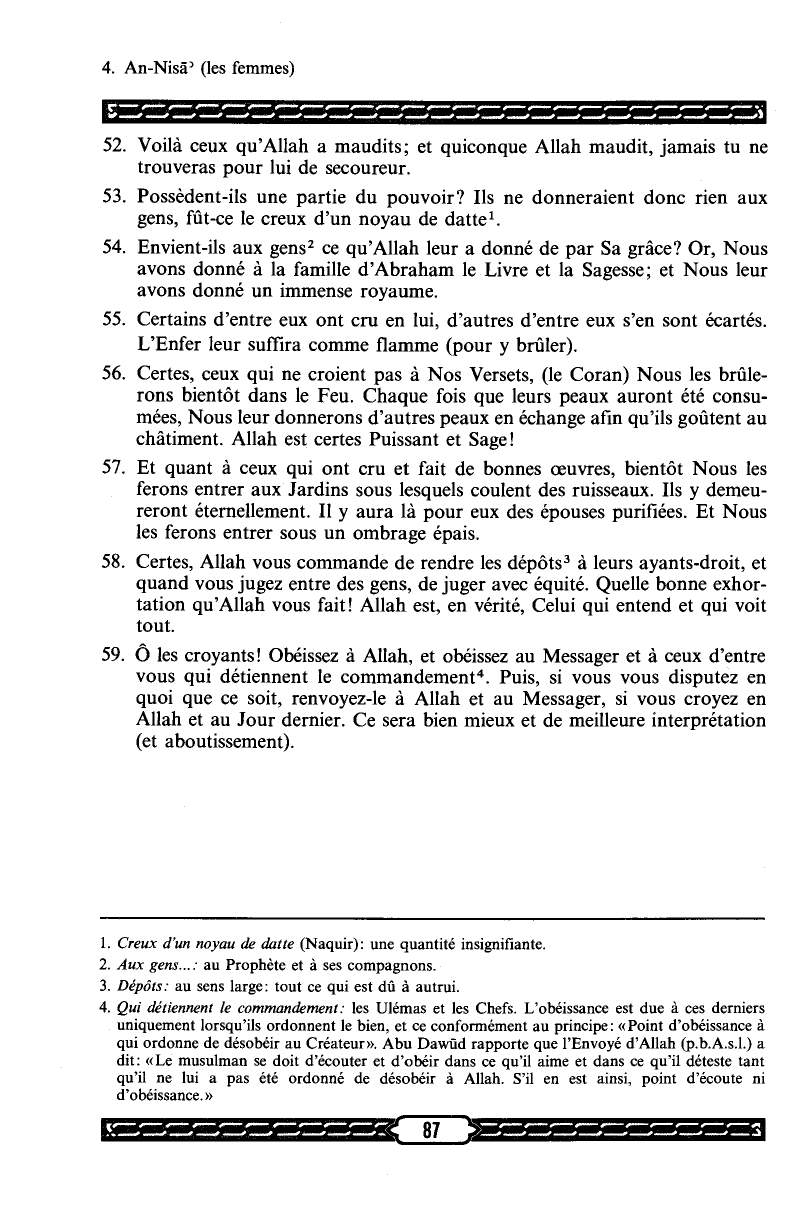 4. An-Nisāʾ (les femmes)
52. Voilà ceux qu’Allah a maudits; et quiconque Allah maudit, jamais tu ne
trouveras pour lui de secoureur.
53. Possèdent-ils une partie du pouvoir? Ils ne donneraient donc rien aux
gens, fût-ce le creux d’un noyau de datte¹.
54. Envient-ils aux gens² ce qu’Allah leur a donné de par Sa grâce? Or, Nous
avons donné à la famille d’Abraham le Livre et la Sagesse; et Nous leur
avons donné un immense royaume.
55. Certains d’entre eux ont cru en lui, d’autres d’entre eux s’en sont écartés.
L’Enfer leur suffira comme flamme (pour y brûler).
56. Certes, ceux qui ne croient pas à Nos Versets, (le Coran) Nous les brûle-
rons bientôt dans le Feu. Chaque fois que leurs peaux auront été consu-
mées, Nous leur donnerons d’autres peaux en échange afin qu’ils goûtent au
châtiment. Allah est certes Puissant et Sage!
57. Et quant à ceux qui ont cru et fait de bonnes œuvres, bientôt Nous les
ferons entrer aux Jardins sous lesquels coulent des ruisseaux. Ils y demeu-
reront éternellement. Il y aura là pour eux des épouses purifiées. Et Nous
les ferons entrer sous un ombrage épais.
58. Certes, Allah vous commande de rendre les dépôts³ à leurs ayants-droit, et
quand vous jugez entre des gens, de juger avec équité. Quelle bonne exhor-
tation qu’Allah vous fait! Allah est, en vérité, Celui qui entend et qui voit
tout.
59. Ô les croyants! Obéissez à Allah, et obéissez au Messager et à ceux d’entre
vous qui détiennent le commandement⁴. Puis, si vous vous disputez en
quoi que ce soit, renvoyez-le à Allah et au Messager, si vous croyez en
Allah et au Jour dernier. Ce sera bien mieux et de meilleure interprétation
(et aboutissement).
1. Creux d’un noyau de datte (Naquir): une quantité insignifiante.
2. Aux gens...: au Prophète et à ses compagnons.
3. Dépôts: au sens large: tout ce qui est dû à autrui.
4. Qui détiennent le commandement: les Ulémas et les Chefs. L’obéissance est due à ces derniers
uniquement lorsqu’ils ordonnent le bien, et ce conformément au principe: «Point d’obéissance à
qui ordonne de désobéir au Créateur». Abu Dawūd rapporte que l’Envoyé d’Allah (p.b.A.s.l.) a
dit: «Le musulman se doit d’écouter et d’obéir dans ce qu’il aime et dans ce qu’il déteste tant
qu’il ne lui a pas été ordonné de désobéir à Allah. S’il en est ainsi, point d’écoute ni
d’obéissance.»
87